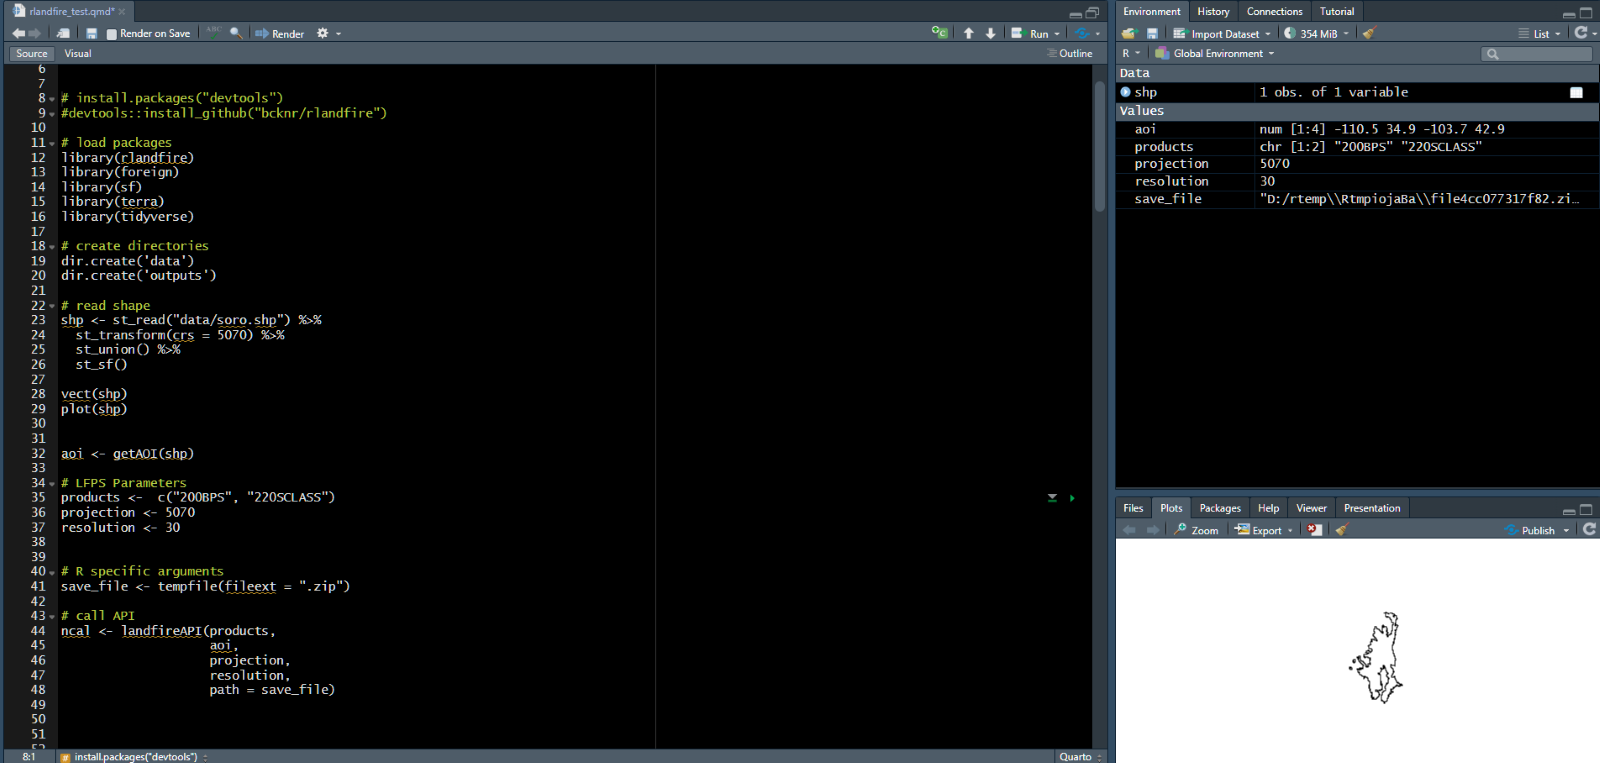 rlandfire_test.qmd*
Render on Save
ABC
Render
Run
Source
Visual
Outline
6
7
8 # install.packages("devtools")
9 #devtools::install_github("bcknr/rlandfire")
10
11 # load packages
12 library(rlandfire)
13 library(foreign)
14 library(sf)
15 library(terra)
16 library(tidyverse)
17
18 # create directories
19 dir.create('data')
20 dir.create('outputs')
21
22 # read shape
23 shp <- st_read("data/soro.shp") %>%
24 st_transform(crs = 5070) %>%
25 st_union() %>%
26 st_sf()
27
28 vect(shp)
29 plot(shp)
30
31
32 aoi <- getAOI(shp)
33
34 # LFPS Parameters
35 products <-  c("200BPS", "220SCLASS")
36 projection <- 5070
37 resolution <- 30
38
39
40 # R specific arguments
41 save_file <- tempfile(fileext = ".zip")
42
43 # call API
44 ncal <- landfireAPI(products,
45 aoi,
46 projection,
47 resolution,
48 path = save_file)
49
50
51
52
8:1 # install.packages("devtools")
Quarto
Environment History Connections Tutorial
Import Dataset 354 MiB List
R Global Environment
Data
shp 1 obs. of 1 variable
Values
aoi num [1:4] -110.5 34.9 -103.7 42.9
products chr [1:2] "200BPS" "220SCLASS"
projection 5070
resolution 30
save_file "D:/rtemp\\RtmpiojaBa\\file4cc077317f82.zi…
Files Plots Packages Help Viewer Presentation
Zoom Export Publish